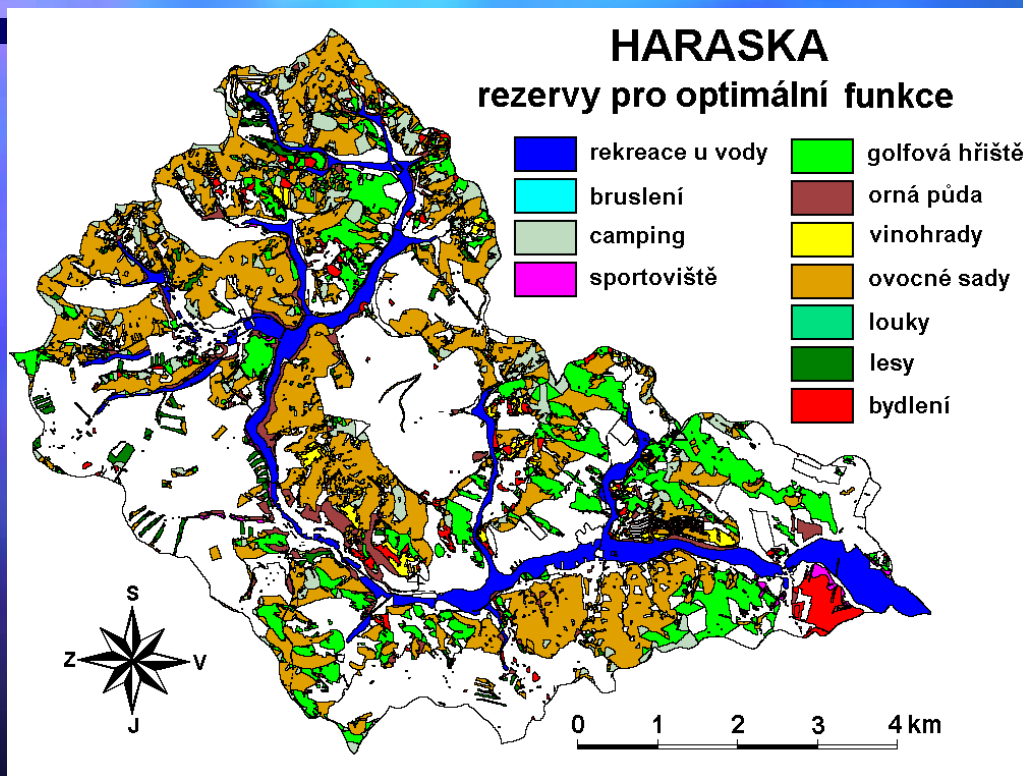 HARASKA
rezervy pro optimální funkce
rekreace u vody
bruslení
camping
sportoviště
golfová hřiště
orná půda
vinohrady
ovocné sady
louky
lesy
bydlení
S
Z V
J
0 1 2 3 4 km